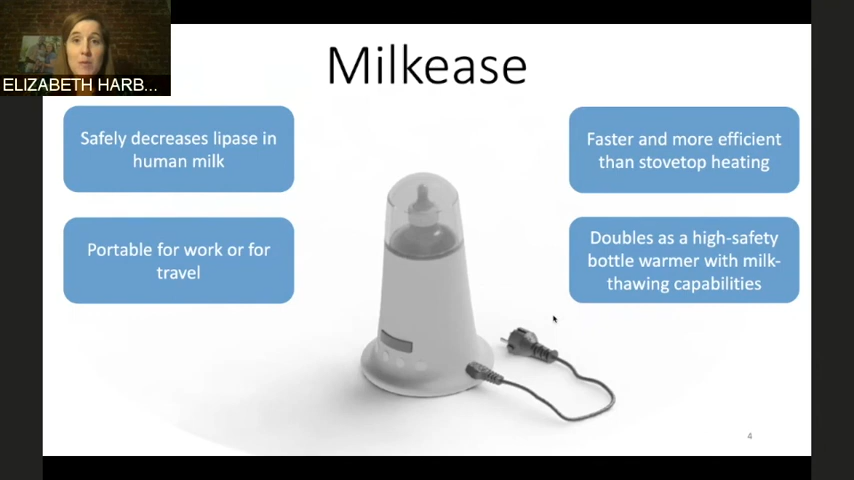 ELIZABETH HARB...
Milkease
Safely decreases lipase in
human milk
Faster and more efficient
than stovetop heating
Portable for work or for
travel
Doubles as a high-safety
bottle warmer with milk-
thawing capabilities
4